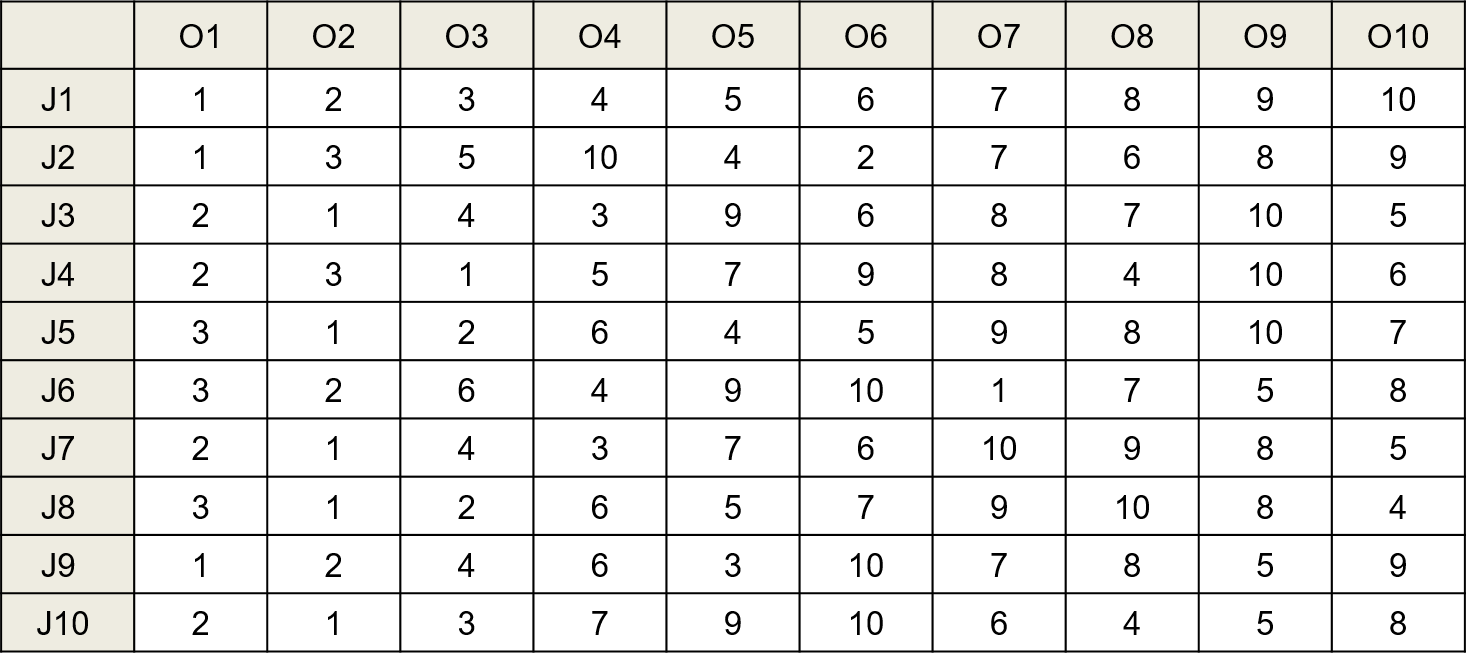 O1 O2 O3 O4 O5 O6 O7 O8 O9 O10
J1 1 2 3 4 5 6 7 8 9 10
J2 1 3 5 10 4 2 7 6 8 9
J3 2 1 4 3 9 6 8 7 10 5
J4 2 3 1 5 7 9 8 4 10 6
J5 3 1 2 6 4 5 9 8 10 7
J6 3 2 6 4 9 10 1 7 5 8
J7 2 1 4 3 7 6 10 9 8 5
J8 3 1 2 6 5 7 9 10 8 4
J9 1 2 4 6 3 10 7 8 5 9
J10 2 1 3 7 9 10 6 4 5 8